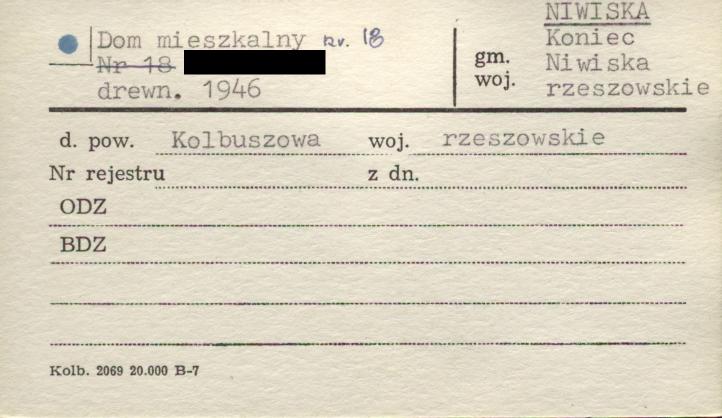 NIWISKA
Dom mieszkalny nr. 18
Koniec
Nr 18
gm. Niwiska
drewn. 1946
woj. rzeszowskie
d. pow. Kolbuszowa woj. rzeszowskie
Nr rejestru z dn.
ODZ
BDZ
Kolb. 2069 20.000 B-7